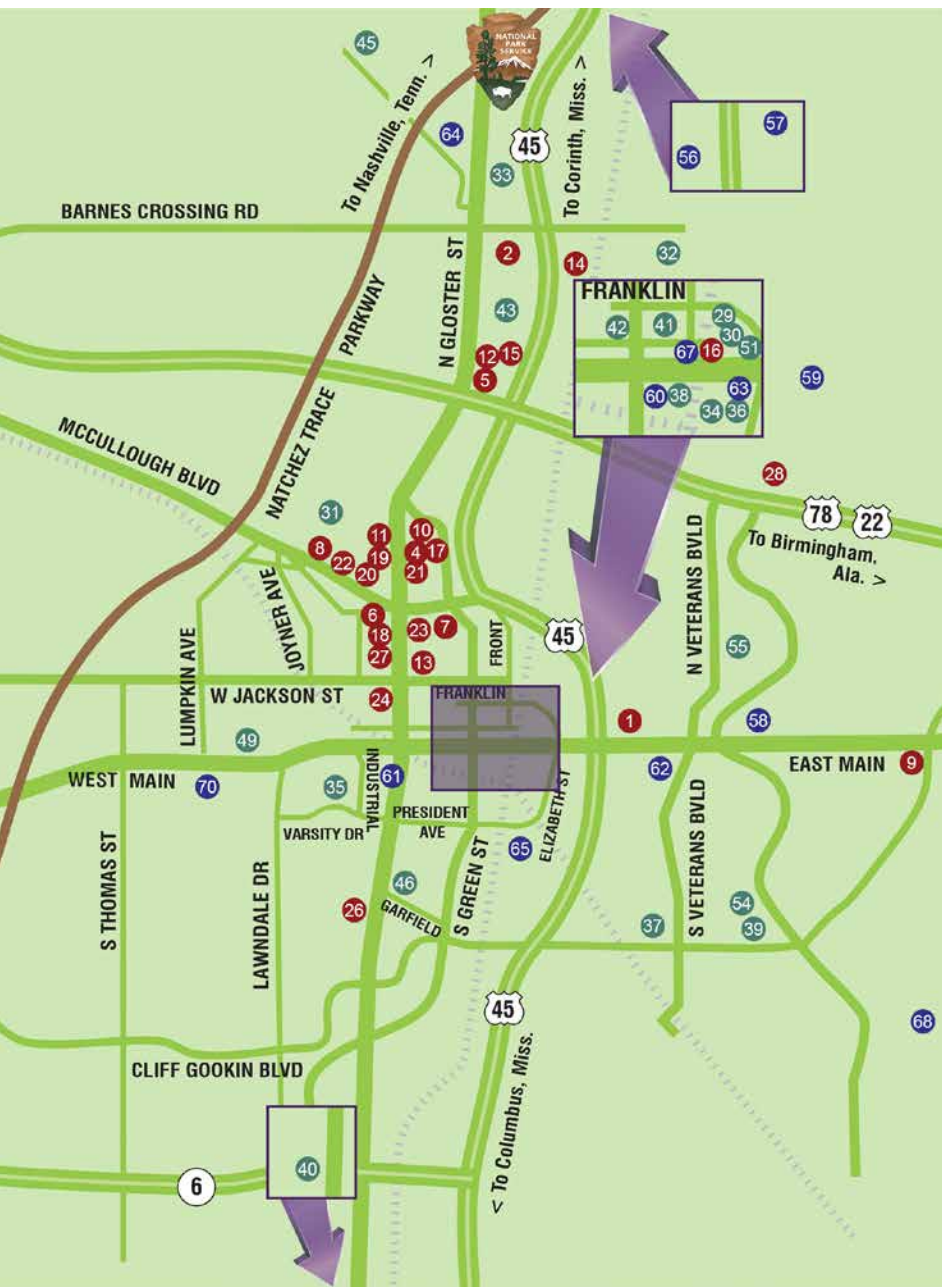 45
NATIONAL
PARK
SERVICE
To Nashville, Tenn. >
64
45
To Corinth, Miss. >
57
56
33
BARNES CROSSING RD
N GLOSTER ST
2
14
32
FRANKLIN
43
42
41
29
30
51
67
16
12
15
5
60
38
63
34
36
59
NATCHEZ TRACE PARKWAY
MCCULLOUGH BLVD
28
78
22
To Birmingham,
Ala. >
31
8
22
11
19
20
10
4
17
21
JOYNER AVE
LUMPKIN AVE
6
18
27
23
7
13
FRONT
45
N VETERANS BVLD
55
W JACKSON ST
24
FRANKLIN
1
58
49
WEST MAIN
70
35
INDUSTRIAL
61
62
EAST MAIN
9
VARSITY DR
PRESIDENT
AVE
ELIZABETH ST
65
S THOMAS ST
LAWNDALE DR
46
26
GARFIELD
S GREEN ST
S VETERANS BVLD
37
54
39
45
68
CLIFF GOOKIN BLVD
< To Columbus, Miss.
40
6